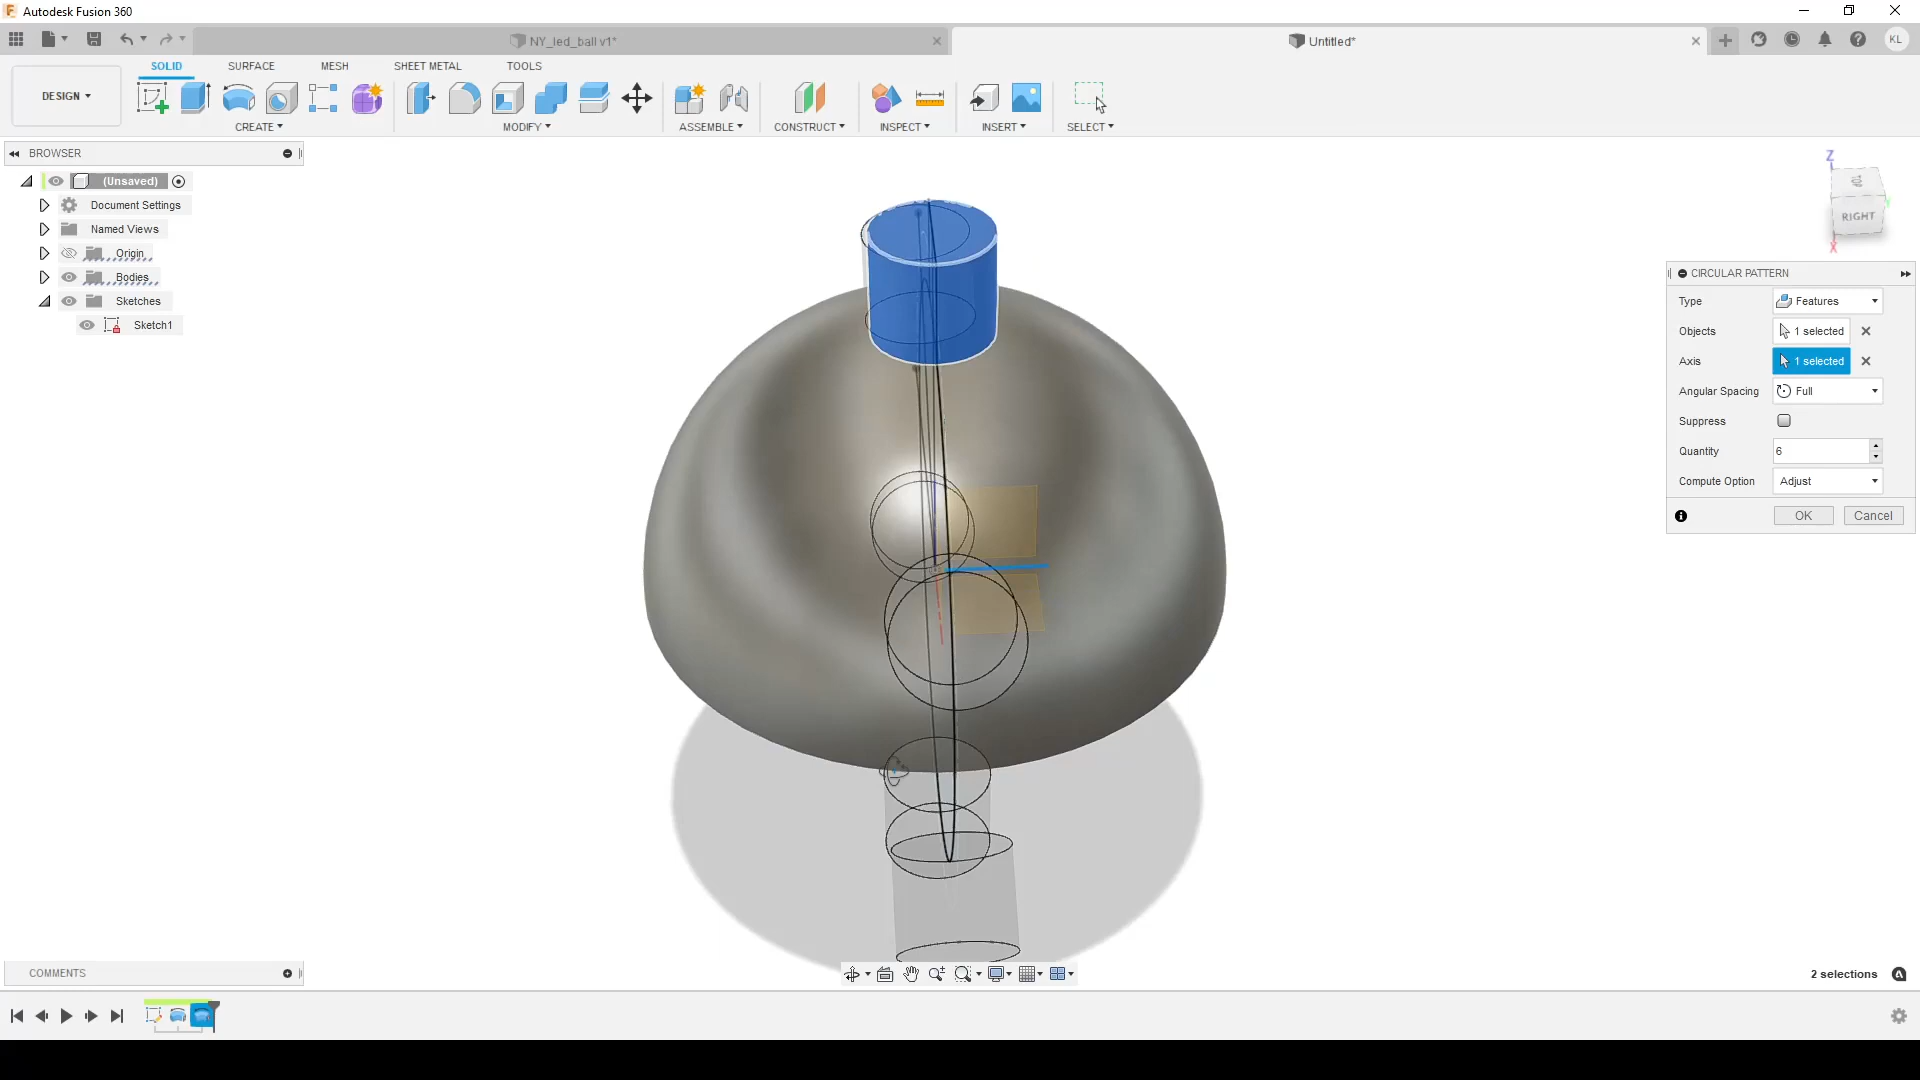 Autodesk Fusion 360
NY_led_ball v1*
Untitled*
KL
DESIGN
SOLID
SURFACE
MESH
SHEET METAL
TOOLS
CREATE
MODIFY
ASSEMBLE
CONSTRUCT
INSPECT
INSERT
SELECT
BROWSER
(Unsaved)
Document Settings
Named Views
Origin
Bodies
Sketches
Sketch1
Z
RIGHT
X
CIRCULAR PATTERN
Type Features
Objects 1 selected
Axis 1 selected
Angular Spacing Full
Suppress
Quantity 6
Compute Option Adjust
OK Cancel
COMMENTS
2 selections